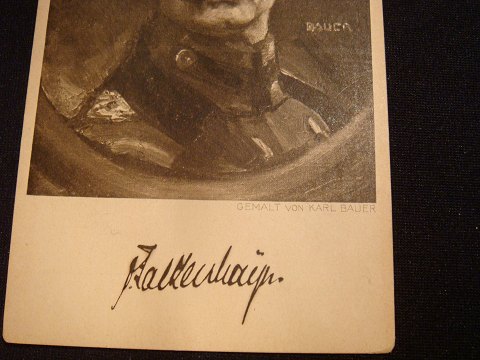 BAUER
GEMALT VON KARL BAUER
Falkenhayn.